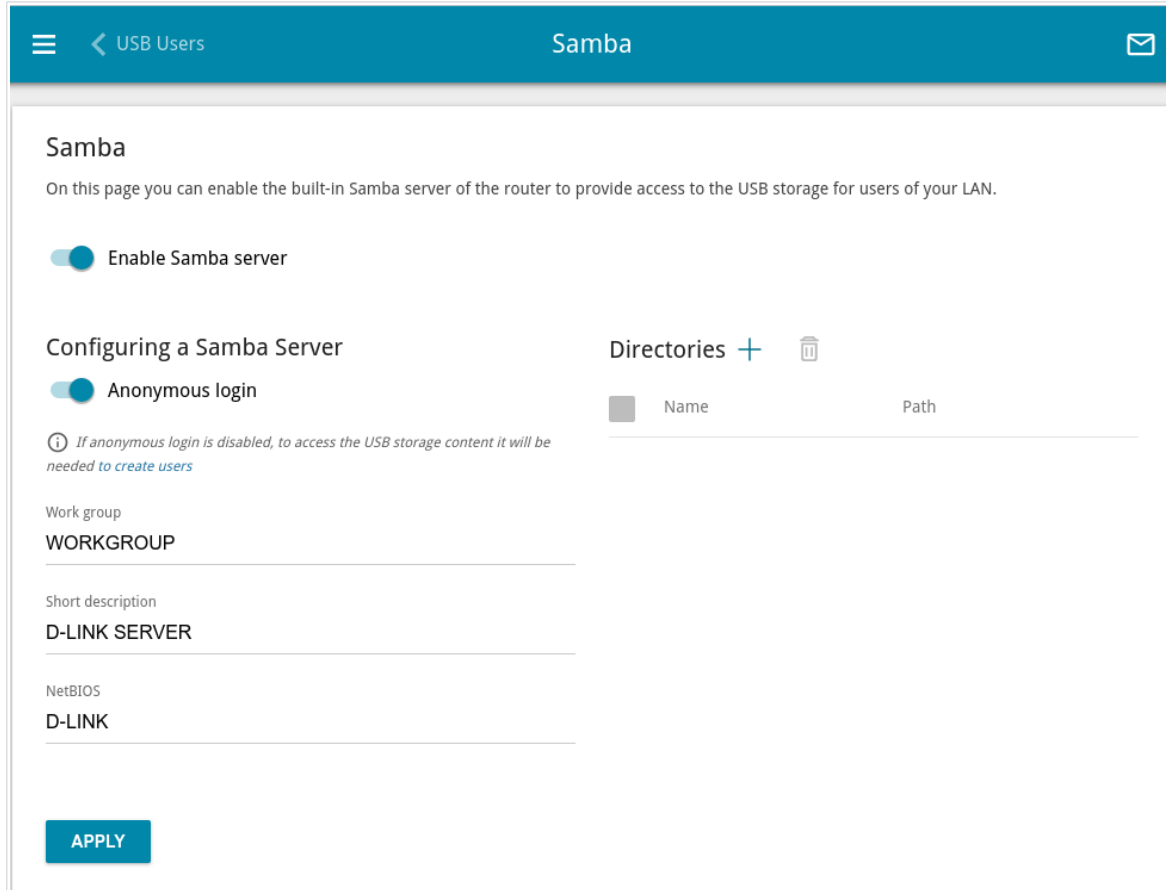 USB Users
Samba
Samba
On this page you can enable the built-in Samba server of the router to provide access to the USB storage for users of your LAN.
Enable Samba server
Configuring a Samba Server
Anonymous login
If anonymous login is disabled, to access the USB storage content it will be
needed to create users
Work group
WORKGROUP
Short description
D-LINK SERVER
NetBIOS
D-LINK
APPLY
Directories
Name Path